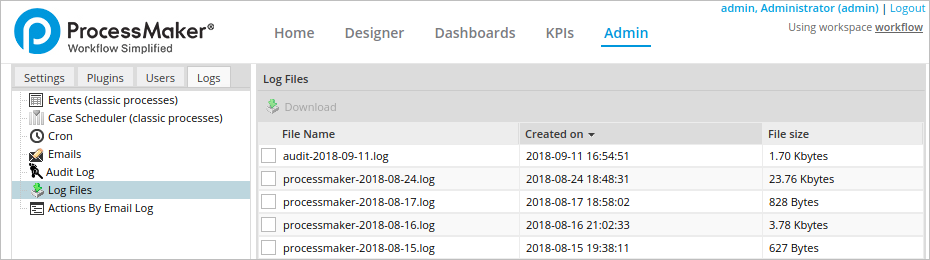 ProcessMaker®
Workflow Simplified
Home Designer Dashboards KPIs Admin
admin, Administrator (admin) | Logout
Using workspace workflow
Settings Plugins Users Logs
Events (classic processes)
Case Scheduler (classic processes)
Cron
Emails
Audit Log
Log Files
Actions By Email Log
Log Files
Download
File Name Created on File size
audit-2018-09-11.log 2018-09-11 16:54:51 1.70 Kbytes
processmaker-2018-08-24.log 2018-08-24 18:48:31 23.76 Kbytes
processmaker-2018-08-17.log 2018-08-17 18:58:02 828 Bytes
processmaker-2018-08-16.log 2018-08-16 21:02:33 3.78 Kbytes
processmaker-2018-08-15.log 2018-08-15 19:38:11 627 Bytes